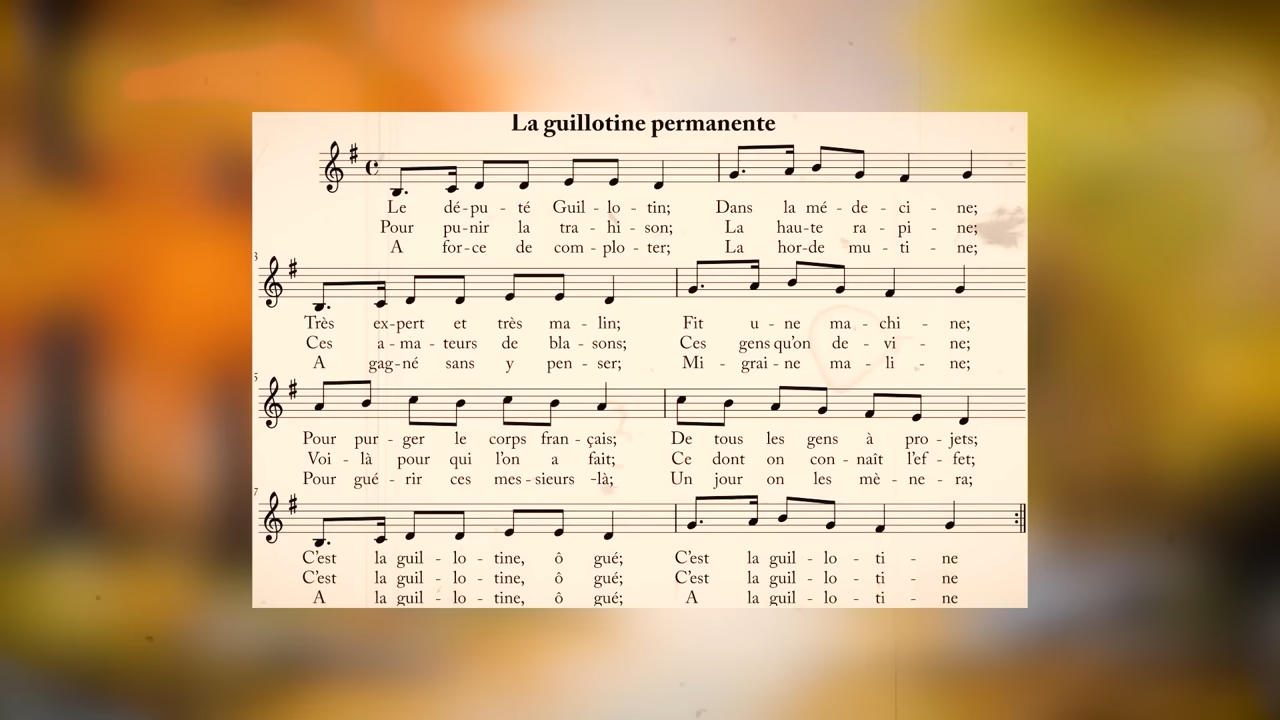 La guillotine permanente
Le dé-pu - té Guil - lo - tin; Dans la mé - de - ci - ne;
Pour pu-nir la tra - hi - son; La hau-te ra - pi - ne;
A for-ce de com - plo - ter; La hor-de mu - ti - ne;
3
Très ex-pert et très ma - lin; Fit u - ne ma - chi - ne;
Ces a - ma - teurs de bla - sons; Ces gens qu'on de - vi - ne;
A gag-né sans y pen - ser; Mi - grai - ne ma - li - ne;
5
Pour pur - ger le corps fran - çais; De tous les gens à pro - jets;
Voi - là pour qui l'on a fait; Ce dont on con - naît l'ef - fet;
Pour gué - rir ces mes - sieurs -là; Un jour on les mè - ne - ra;
7
C'est la guil - lo - tine, ô gué; C'est la guil - lo - ti - ne
C'est la guil - lo - tine, ô gué; C'est la guil - lo - ti - ne
A la guil - lo - tine, ô gué; A la guil - lo - ti - ne